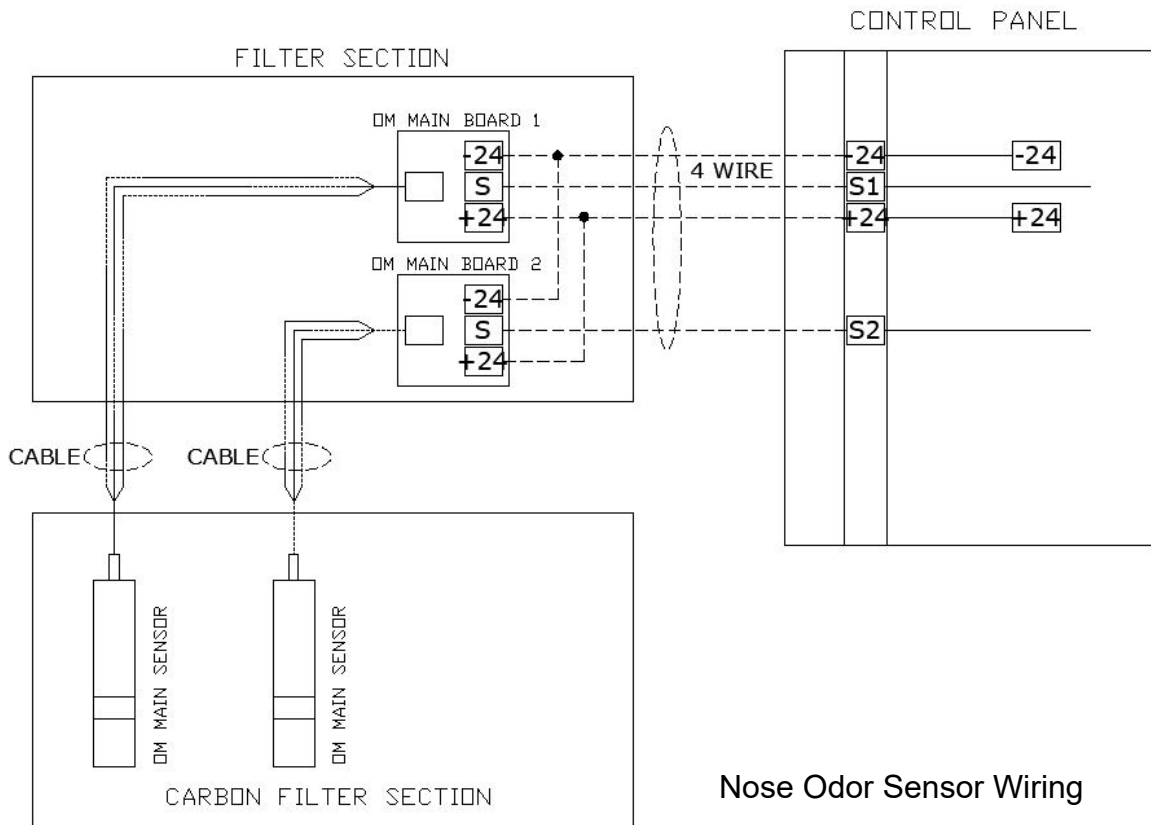 CONTROL PANEL
FILTER SECTION
OM MAIN BOARD 1
-24
S
+24
4 WIRE
-24
S1
+24
-24
+24
OM MAIN BOARD 2
-24
S
+24
S2
CABLE
CABLE
OM MAIN SENSOR
OM MAIN SENSOR
CARBON FILTER SECTION
Nose Odor Sensor Wiring